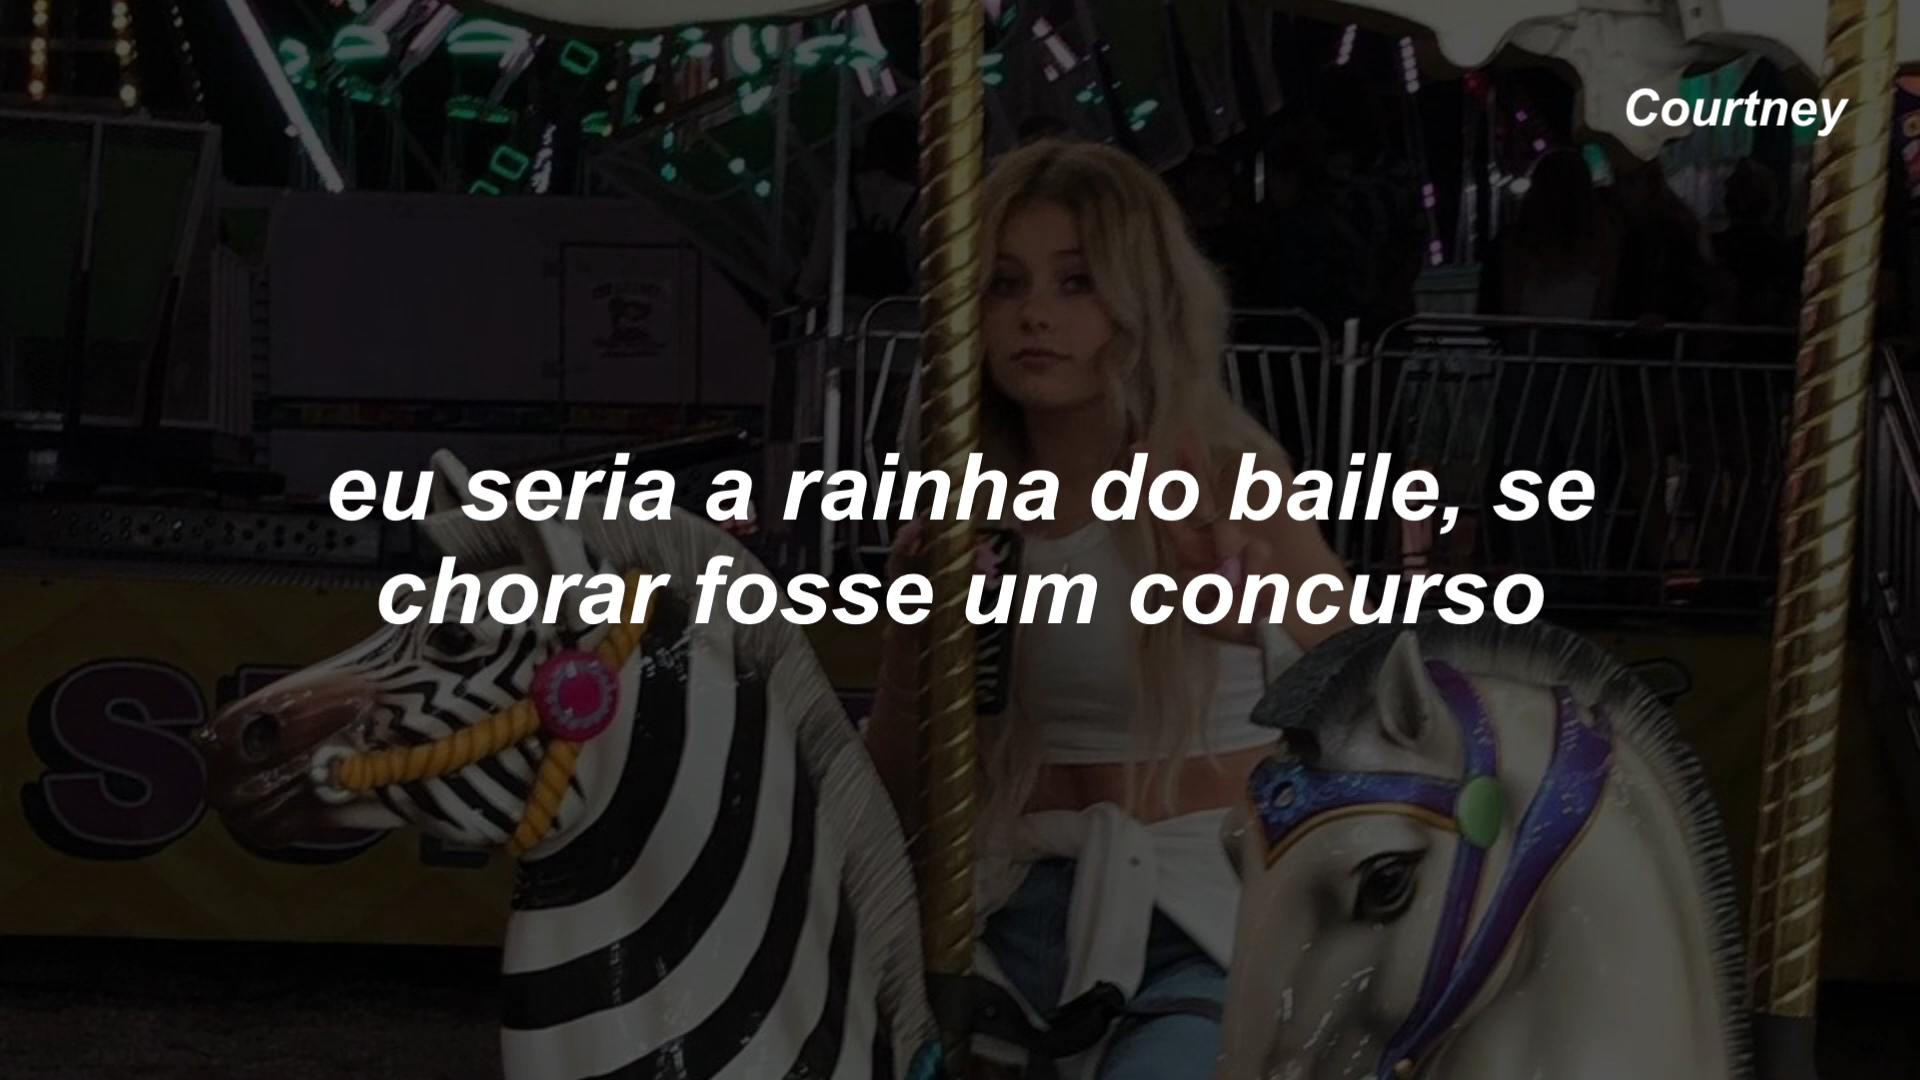 Courtney
eu seria a rainha do baile, se
chorar fosse um concurso